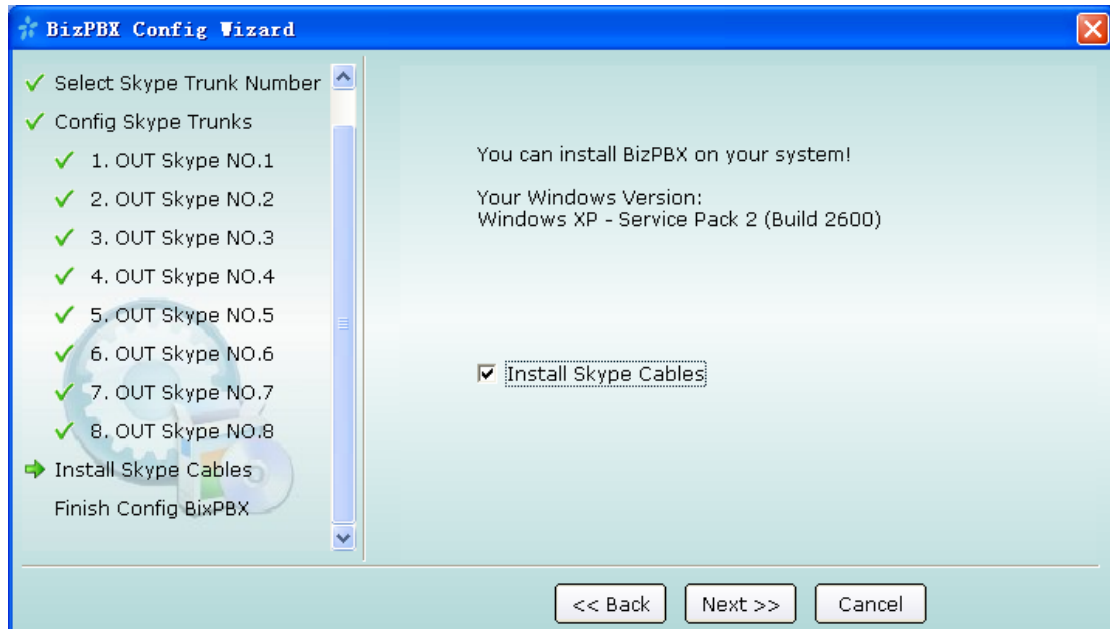 BizPBX Config Wizard
Select Skype Trunk Number
Config Skype Trunks
1. OUT Skype NO.1
2. OUT Skype NO.2
3. OUT Skype NO.3
4. OUT Skype NO.4
5. OUT Skype NO.5
6. OUT Skype NO.6
7. OUT Skype NO.7
8. OUT Skype NO.8
Install Skype Cables
Finish Config BixPBX
You can install BizPBX on your system!
Your Windows Version:
Windows XP - Service Pack 2 (Build 2600)
Install Skype Cables
<< Back
Next >>
Cancel